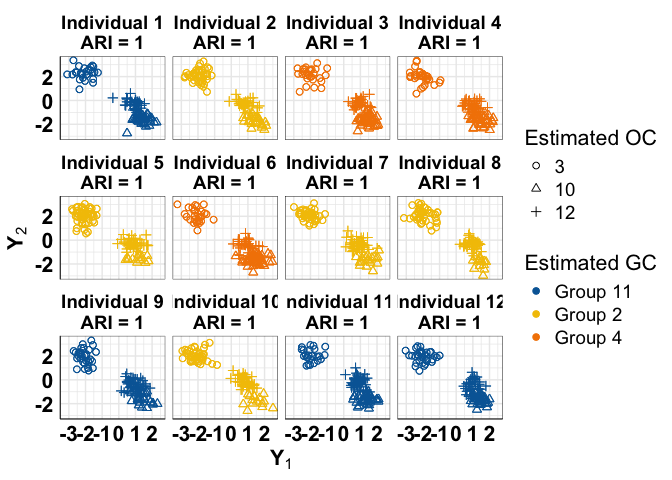 Individual 1 Individual 2 Individual 3 Individual 4
ARI = 1 ARI = 1 ARI = 1 ARI = 1
2
0
-2
Individual 5 Individual 6 Individual 7 Individual 8
ARI = 1 ARI = 1 ARI = 1 ARI = 1
2
0
-2
Individual 9 ndividual 10 ndividual 11 ndividual 12
ARI = 1 ARI = 1 ARI = 1 ARI = 1
2
0
-2
-3-2-10 1 2 -3-2-10 1 2 -3-2-10 1 2 -3-2-10 1 2
Y1
Y2
Estimated OC
3
10
12
Estimated GC
Group 11
Group 2
Group 4